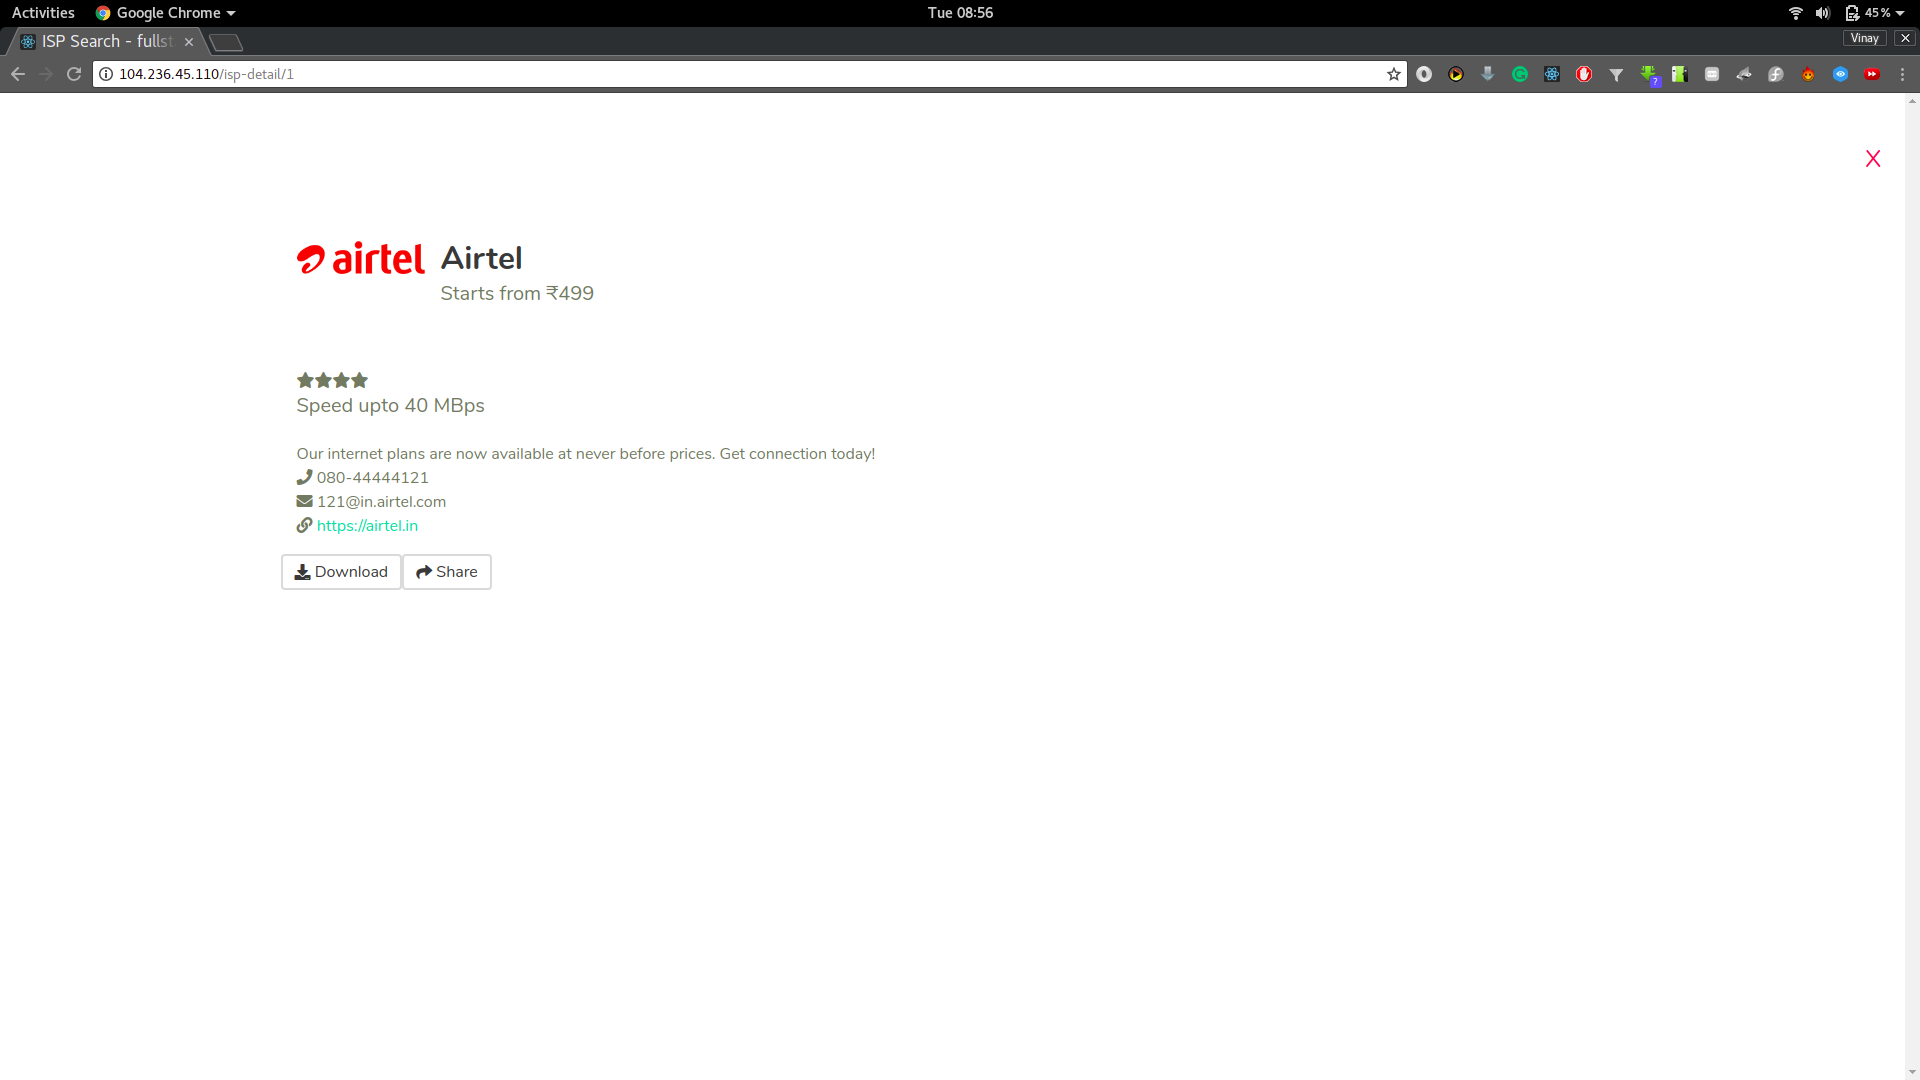 Activities Google Chrome Tue 08:56 45%
ISP Search - fullst Vinay
104.236.45.110/isp-detail/1
X
airtel Airtel
Starts from ₹499
Speed upto 40 MBps
Our internet plans are now available at never before prices. Get connection today!
080-44444121
121@in.airtel.com
https://airtel.in
Download Share